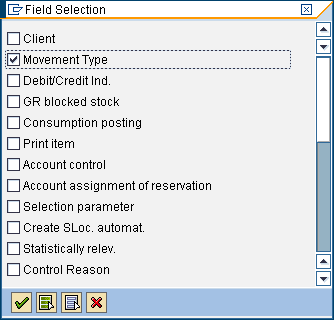 Field Selection
Client
Movement Type
Debit/Credit Ind.
GR blocked stock
Consumption posting
Print item
Account control
Account assignment of reservation
Selection parameter
Create SLoc. automat.
Statistically relev.
Control Reason